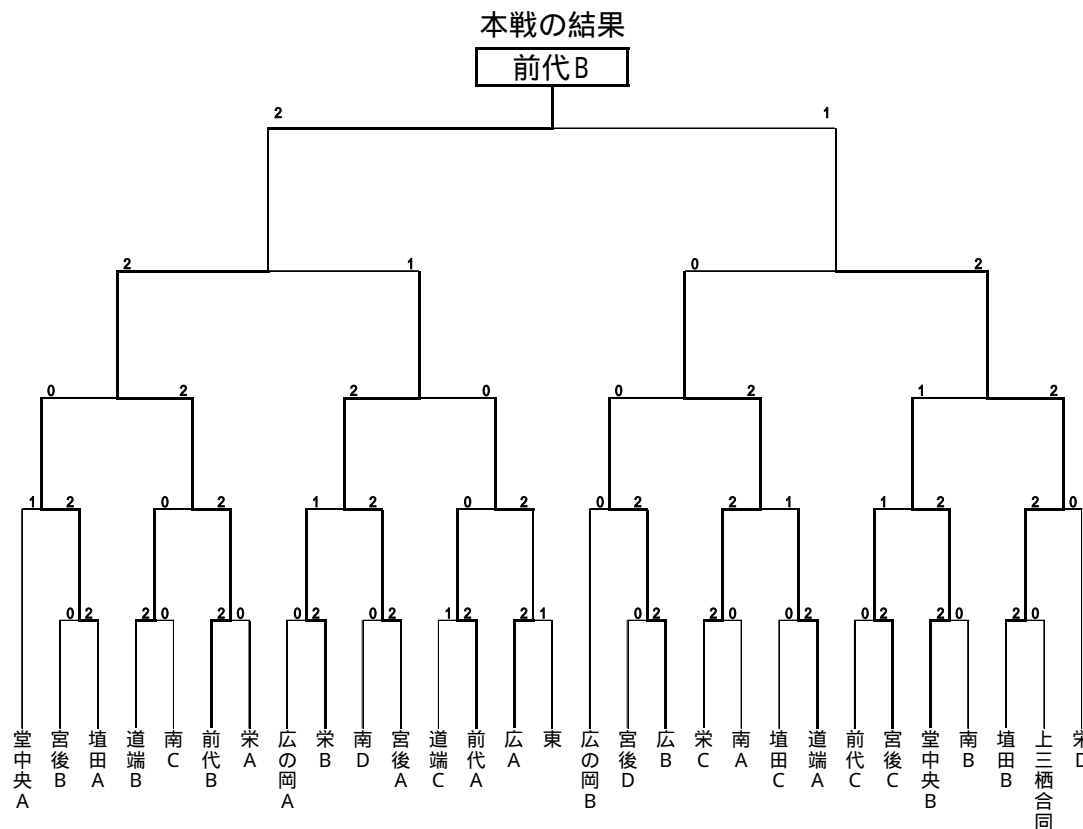 本戦の結果
前代B
2 1
2 1 0 2
0 2 2 0 0 2 1 2
1 2 0 2 1 2 0 2 0 2 2 1 1 2 2 0
0 2 2 0 2 0 0 2 0 2 1 2 2 1 0 2 2 0 0 2 0 2 2 0 2 0
堂中央A
宮後B
埴田A
道端B
南C
前代B
栄A
広の岡A
栄B
南D
宮後A
道端C
前代A
広A
東
広の岡B
宮後D
広B
栄C
南A
埴田C
道端A
前代C
宮後C
堂中央B
南B
埴田B
上三栖合同
栄D